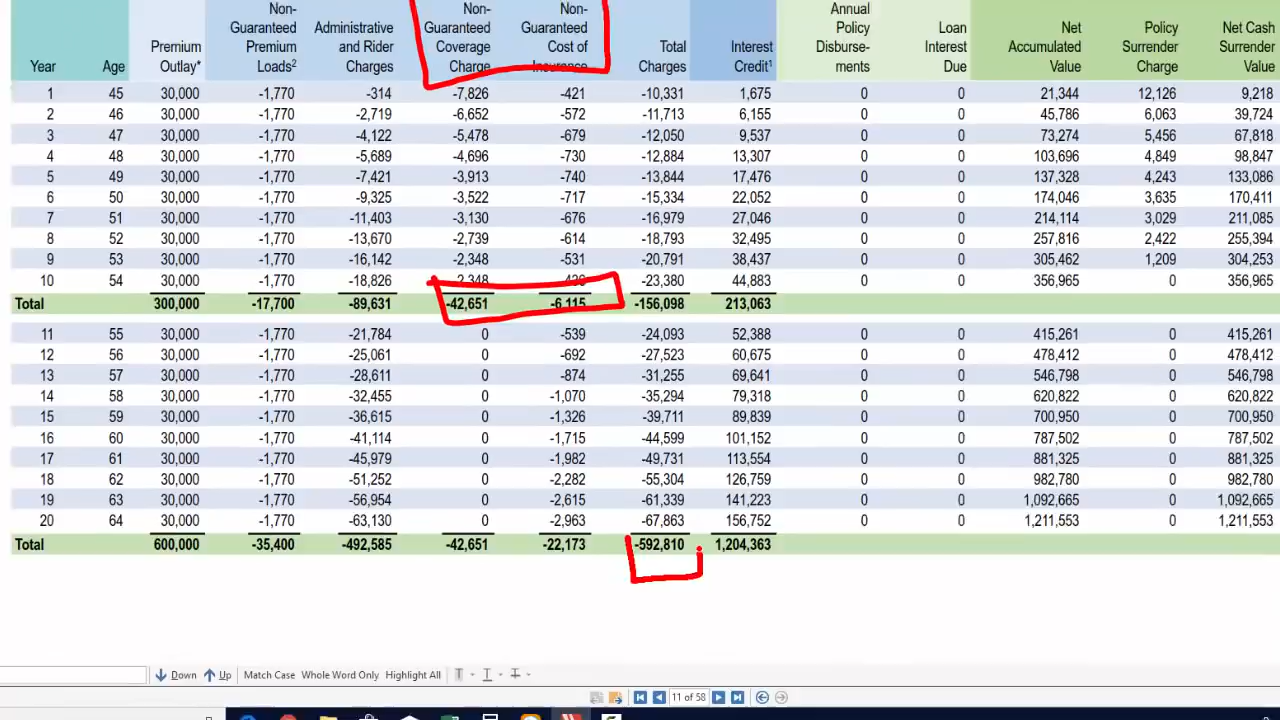 Year Age Premium Outlay* Non-Guaranteed Premium Loads2 Administrative and Rider Charges Non-Guaranteed Coverage Charge Non-Guaranteed Cost of Insurance Total Charges Interest Credit1 Annual Policy Disburse-ments Loan Interest Due Net Accumulated Value Policy Surrender Charge Net Cash Surrender Value
1 45 30,000 -1,770 -314 -7,826 -421 -10,331 1,675 0 0 21,344 12,126 9,218
2 46 30,000 -1,770 -2,719 -6,652 -572 -11,713 6,155 0 0 45,786 6,063 39,724
3 47 30,000 -1,770 -4,122 -5,478 -679 -12,050 9,537 0 0 73,274 5,456 67,818
4 48 30,000 -1,770 -5,689 -4,696 -730 -12,884 13,307 0 0 103,696 4,849 98,847
5 49 30,000 -1,770 -7,421 -3,913 -740 -13,844 17,476 0 0 137,328 4,243 133,086
6 50 30,000 -1,770 -9,325 -3,522 -717 -15,334 22,052 0 0 174,046 3,635 170,411
7 51 30,000 -1,770 -11,403 -3,130 -676 -16,979 27,046 0 0 214,114 3,029 211,085
8 52 30,000 -1,770 -13,670 -2,739 -614 -18,793 32,495 0 0 257,816 2,422 255,394
9 53 30,000 -1,770 -16,142 -2,348 -531 -20,791 38,437 0 0 305,462 1,209 304,253
10 54 30,000 -1,770 -18,826 -2,348 -23,380 44,883 0 0 356,965 0 356,965
Total 300,000 -17,700 -89,631 -42,651 -6,115 -156,098 213,063
11 55 30,000 -1,770 -21,784 0 -539 -24,093 52,388 0 0 415,261 0 415,261
12 56 30,000 -1,770 -25,061 0 -692 -27,523 60,675 0 0 478,412 0 478,412
13 57 30,000 -1,770 -28,611 0 -874 -31,255 69,641 0 0 546,798 0 546,798
14 58 30,000 -1,770 -32,455 0 -1,070 -35,294 79,318 0 0 620,822 0 620,822
15 59 30,000 -1,770 -36,615 0 -1,326 -39,711 89,839 0 0 700,950 0 700,950
16 60 30,000 -1,770 -41,114 0 -1,715 -44,599 101,152 0 0 787,502 0 787,502
17 61 30,000 -1,770 -45,979 0 -1,982 -49,731 113,554 0 0 881,325 0 881,325
18 62 30,000 -1,770 -51,252 0 -2,282 -55,304 126,759 0 0 982,780 0 982,780
19 63 30,000 -1,770 -56,954 0 -2,615 -61,339 141,223 0 0 1,092,665 0 1,092,665
20 64 30,000 -1,770 -63,130 0 -2,963 -67,863 156,752 0 0 1,211,553 0 1,211,553
Total 600,000 -35,400 -492,585 -42,651 -22,173 -592,810 1,204,363
Down Up Match Case Whole Word Only Highlight All
11 of 58